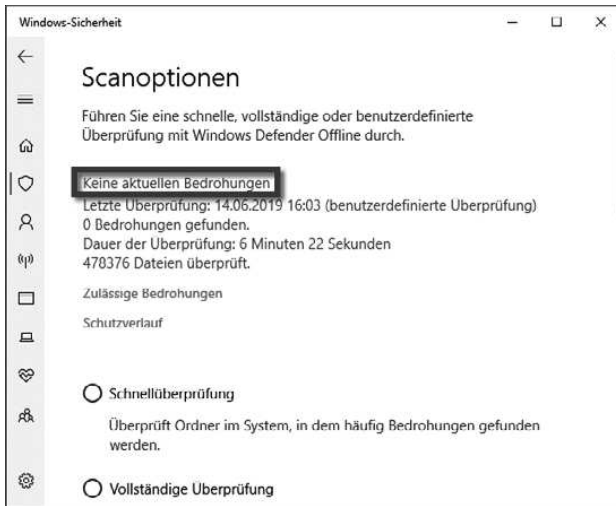 Windows-Sicherheit
Scanoptionen
Führen Sie eine schnelle, vollständige oder benutzerdefinierte
Überprüfung mit Windows Defender Offline durch.
Keine aktuellen Bedrohungen
Letzte Überprüfung: 14.06.2019 16:03 (benutzerdefinierte Überprüfung)
0 Bedrohungen gefunden.
Dauer der Überprüfung: 6 Minuten 22 Sekunden
478376 Dateien überprüft.
Zulässige Bedrohungen
Schutzverlauf
Schnellüberprüfung
Überprüft Ordner im System, in dem häufig Bedrohungen gefunden
werden.
Vollständige Überprüfung